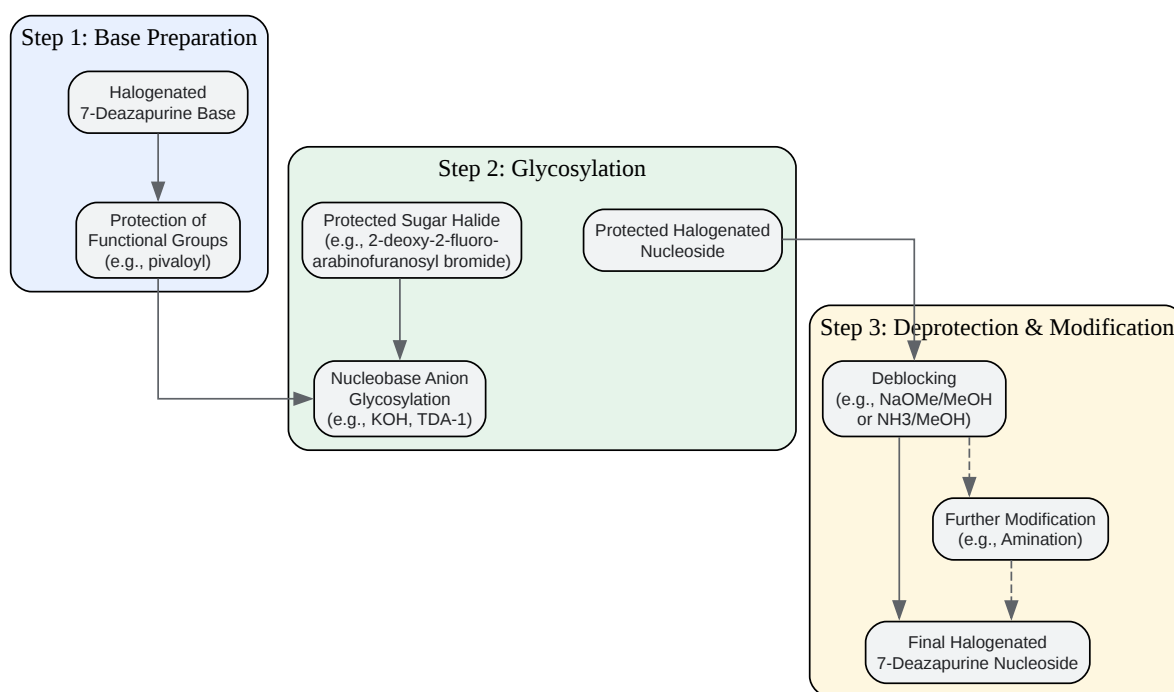 Step 1: Base Preparation
Halogenated
7-Deazapurine Base
Protection of
Functional Groups
(e.g., pivaloyl)
Step 2: Glycosylation
Protected Sugar Halide
(e.g., 2-deoxy-2-fluoro-
arabinofuranosyl bromide)
Protected Halogenated
Nucleoside
Nucleobase Anion
Glycosylation
(e.g., KOH, TDA-1)
Step 3: Deprotection & Modification
Deblocking
(e.g., NaOMe/MeOH
or NH3/MeOH)
Further Modification
(e.g., Amination)
Final Halogenated
7-Deazapurine Nucleoside